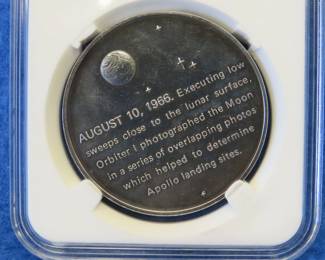 AUGUST 10, 1966. Executing low
sweeps close to the lunar surface,
Orbiter I photographed the Moon
in a series of overlapping photos
which helped to determine
Apollo landing sites.